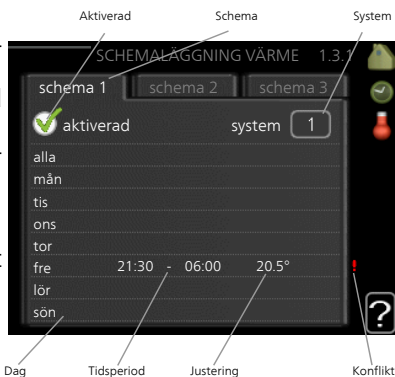 Aktiverad Schema System
SCHEMALÄGGNING VÄRME 1.3.1
schema 1 schema 2 schema 3
aktiverad system 1
alla
mån
tis
ons
tor
fre 21:30 - 06:00 20.5° !
lör
sön
?
Dag Tidsperiod Justering Konflikt